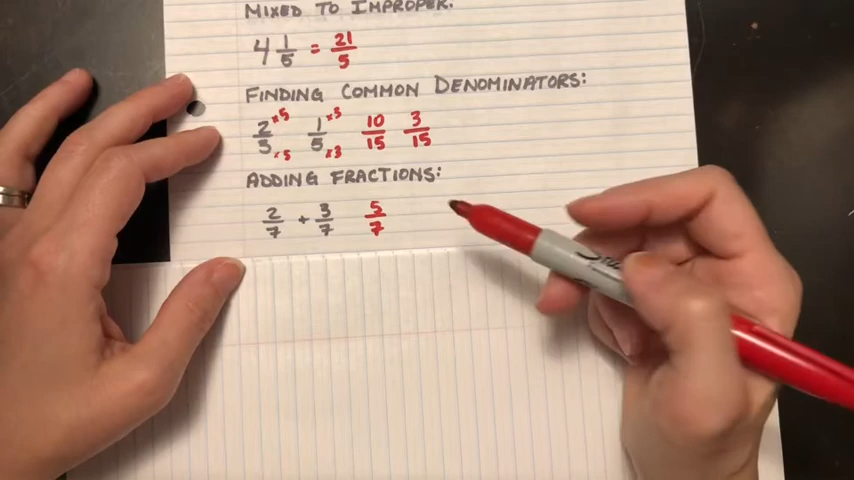 MIXED TO IMPROPER:
4 1/5 = 21/5
FINDING COMMON DENOMINATORS:
2/3 ×5/×5 1/5 ×3/×3 10/15 3/15
ADDING FRACTIONS:
2/7 + 3/7 5/7